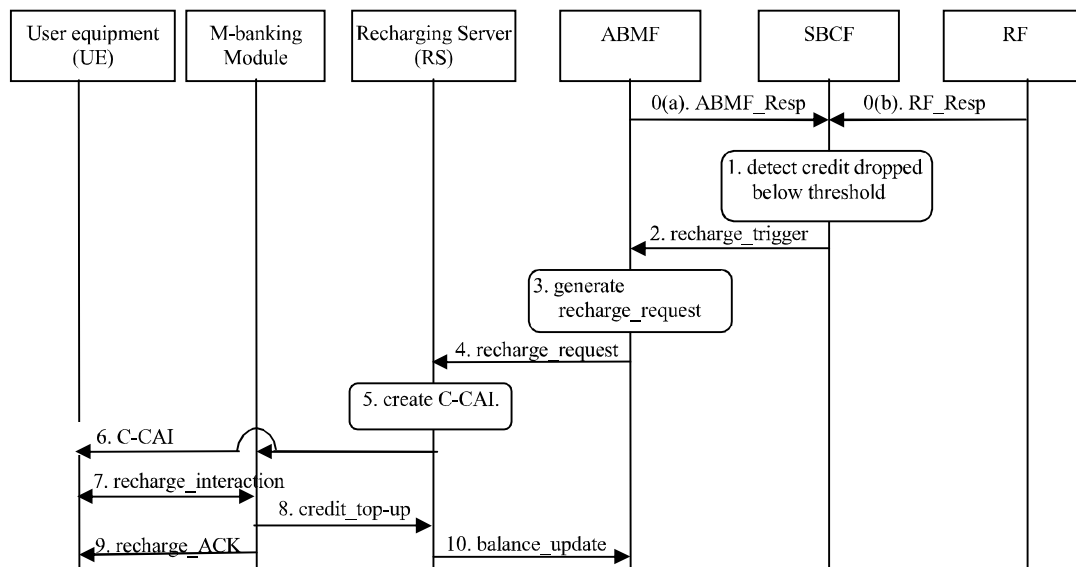 User equipment
(UE)
M-banking
Module
Recharging Server
(RS)
ABMF
SBCF
RF
0(a). ABMF_Resp
0(b). RF_Resp
1. detect credit dropped
below threshold
2. recharge_trigger
3. generate
recharge_request
4. recharge_request
5. create C-CAI.
6. C-CAI
7. recharge_interaction
8. credit_top-up
9. recharge_ACK
10. balance_update